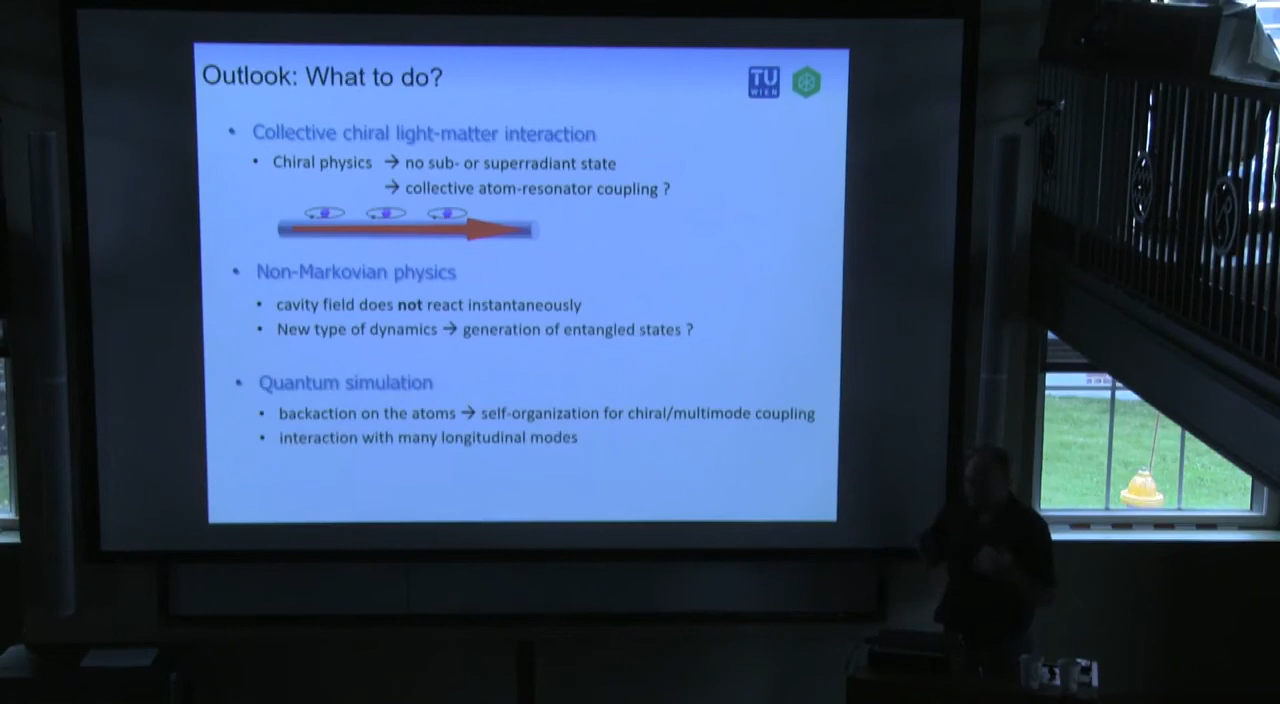 Outlook: What to do?
TU
WIEN
• Collective chiral light-matter interaction
• Chiral physics → no sub- or superradiant state
→ collective atom-resonator coupling ?
• Non-Markovian physics
• cavity field does not react instantaneously
• New type of dynamics → generation of entangled states ?
• Quantum simulation
• backaction on the atoms → self-organization for chiral/multimode coupling
• interaction with many longitudinal modes